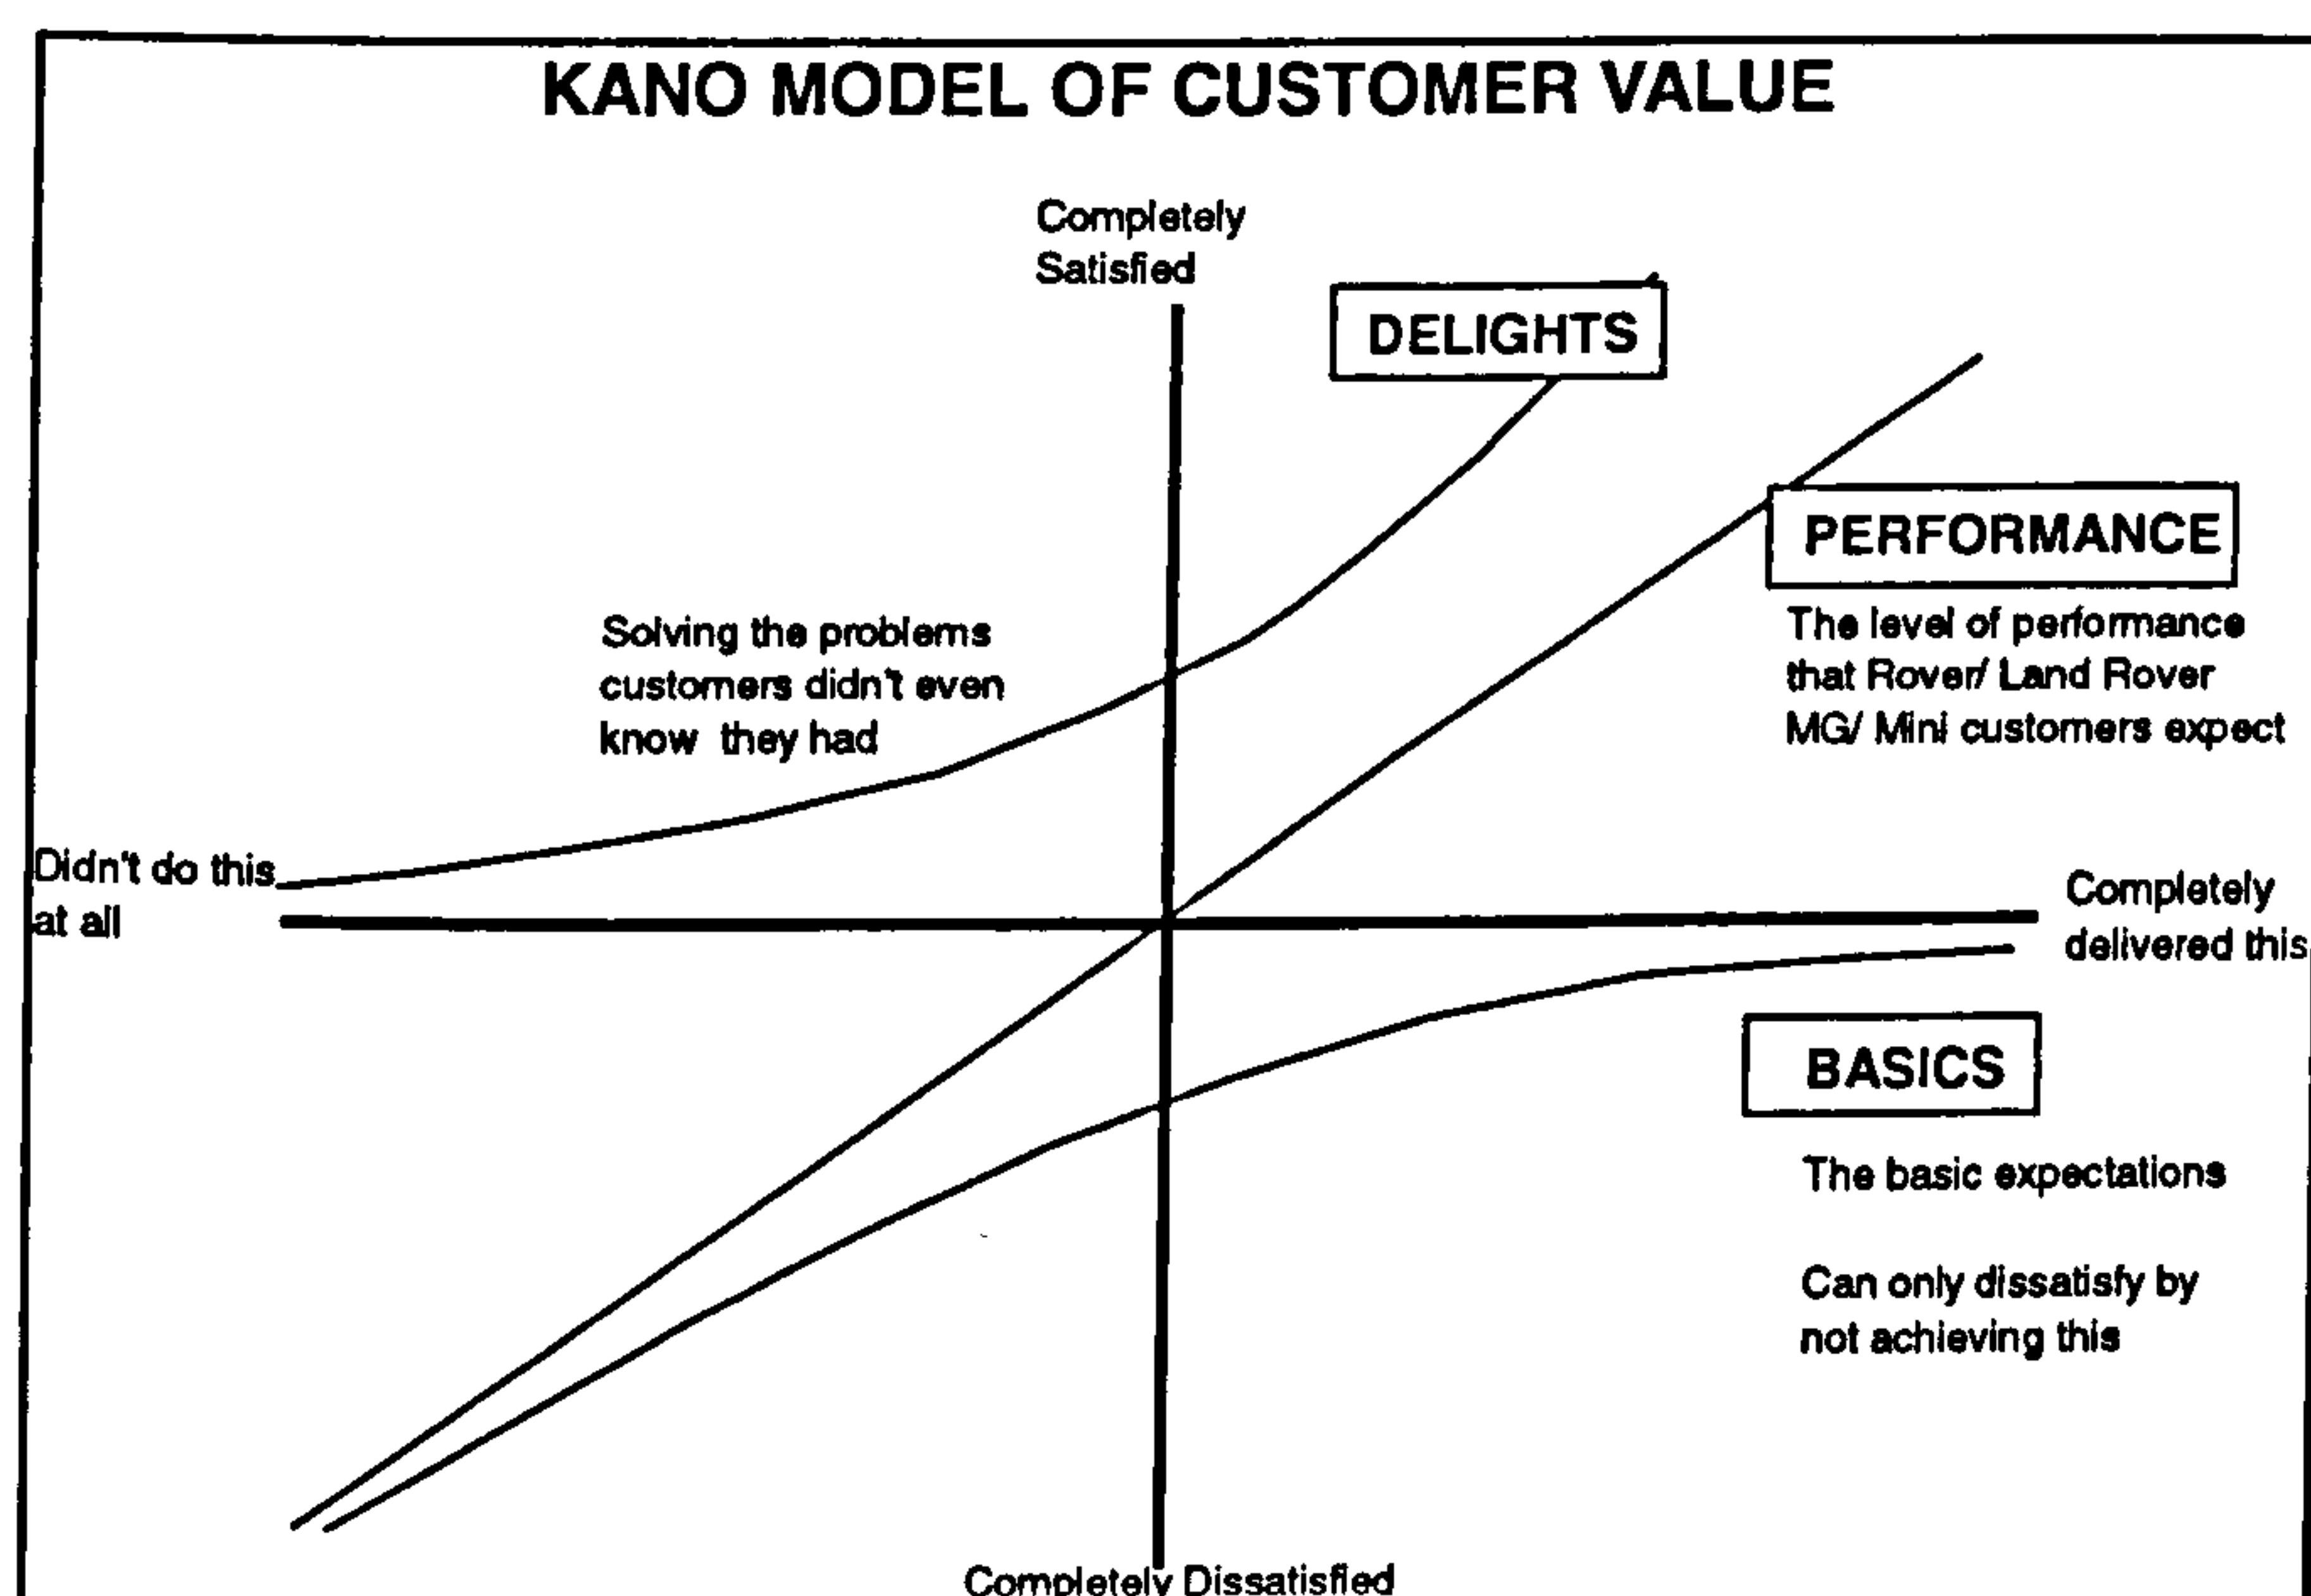 KANO MODEL OF CUSTOMER VALUE
Completely
Satisfied
DELIGHTS
PERFORMANCE
The level of performance
that Rover/ Land Rover
MG/ Mini customers expect
Solving the problems
customers didn't even
know they had
Didn't do this
at all
Completely
delivered this
BASICS
The basic expectations
Can only dissatisfy by
not achieving this
Completely Dissatisfied